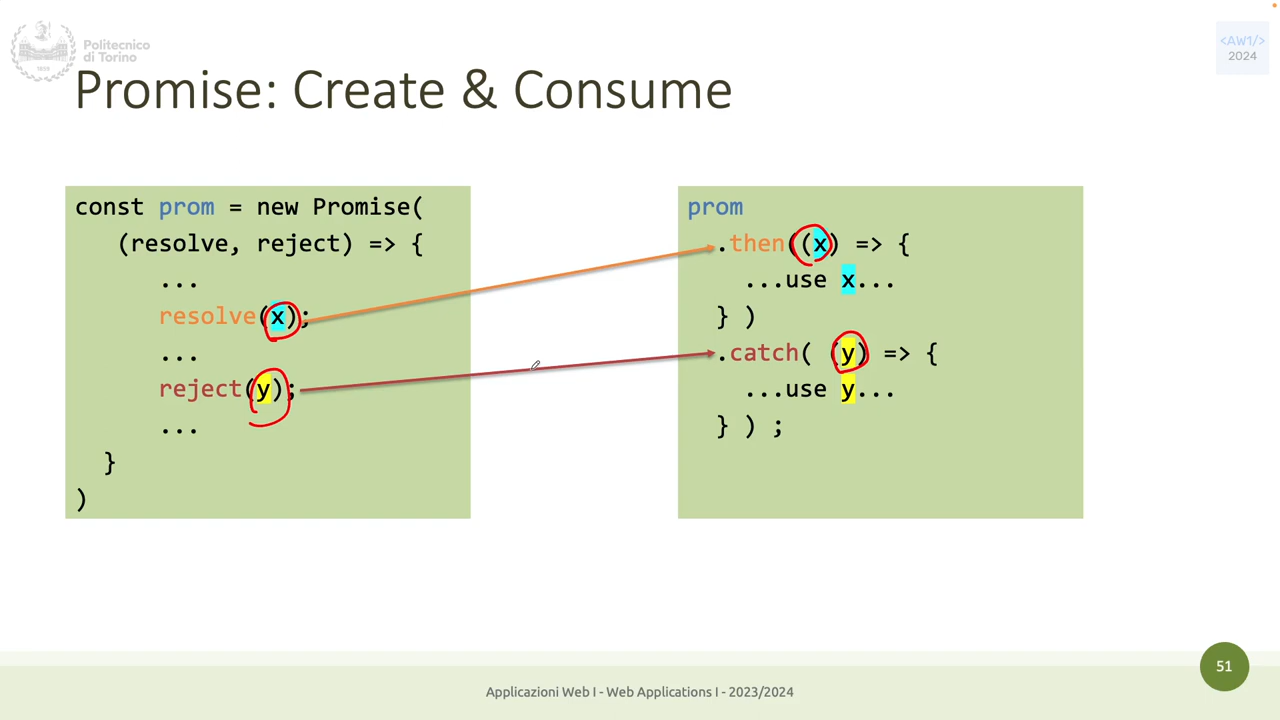 Politecnico
di Torino
<AW1/>
2024
Promise: Create & Consume
const prom = new Promise(
(resolve, reject) => {
...
resolve(x);
...
reject(y);
...
}
)
prom
.then((x) => {
...use x...
} )
.catch( (y) => {
...use y...
} ) ;
51
Applicazioni Web I - Web Applications I - 2023/2024